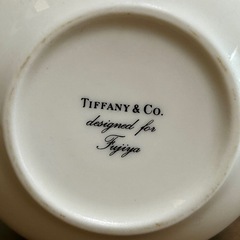 TIFFANY & CO.
designed for
Fujiya